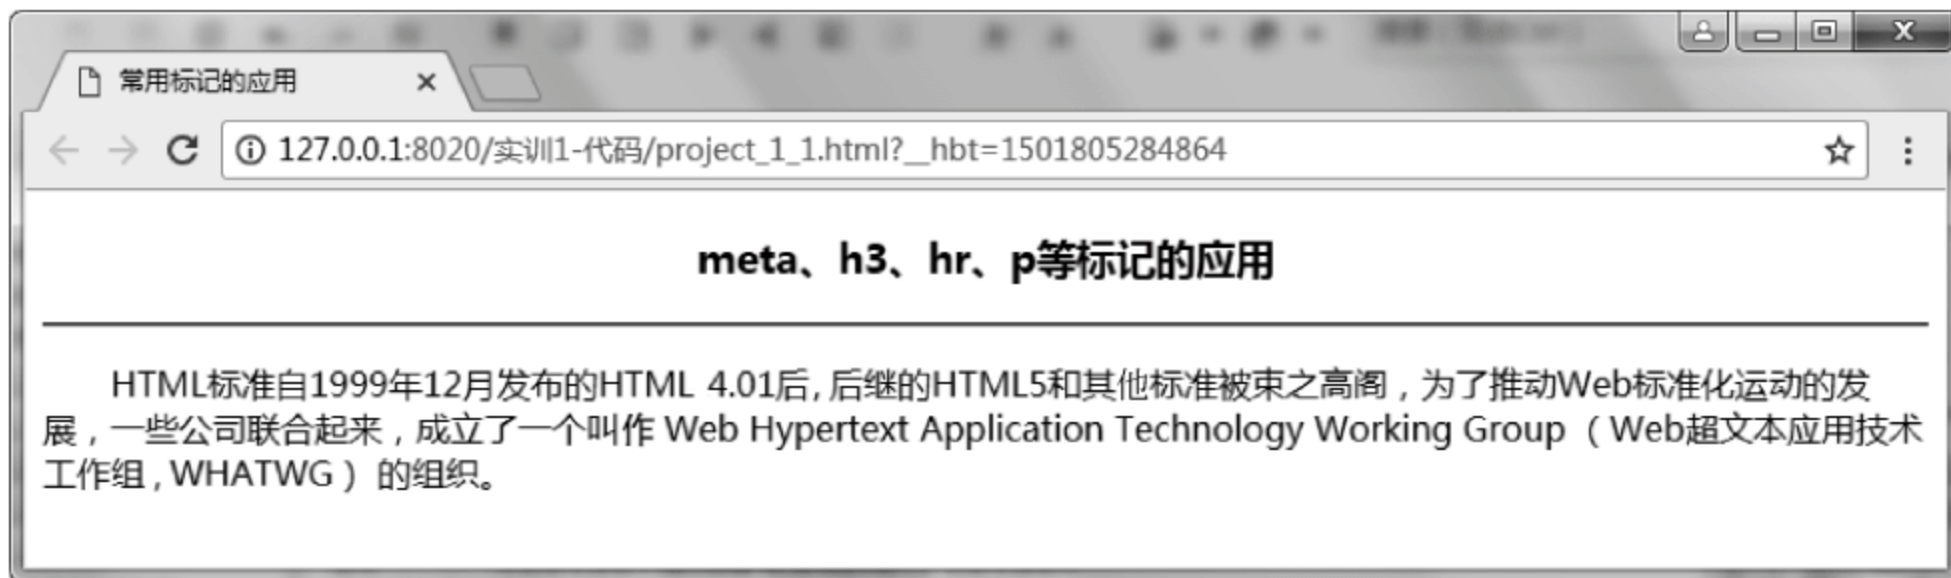 常用标记的应用
127.0.0.1:8020/实训1-代码/project_1_1.html?__hbt=1501805284864
meta、h3、hr、p等标记的应用
HTML标准自1999年12月发布的HTML 4.01后, 后继的HTML5和其他标准被束之高阁，为了推动Web标准化运动的发
展，一些公司联合起来，成立了一个叫作 Web Hypertext Application Technology Working Group （Web超文本应用技术
工作组, WHATWG） 的组织。